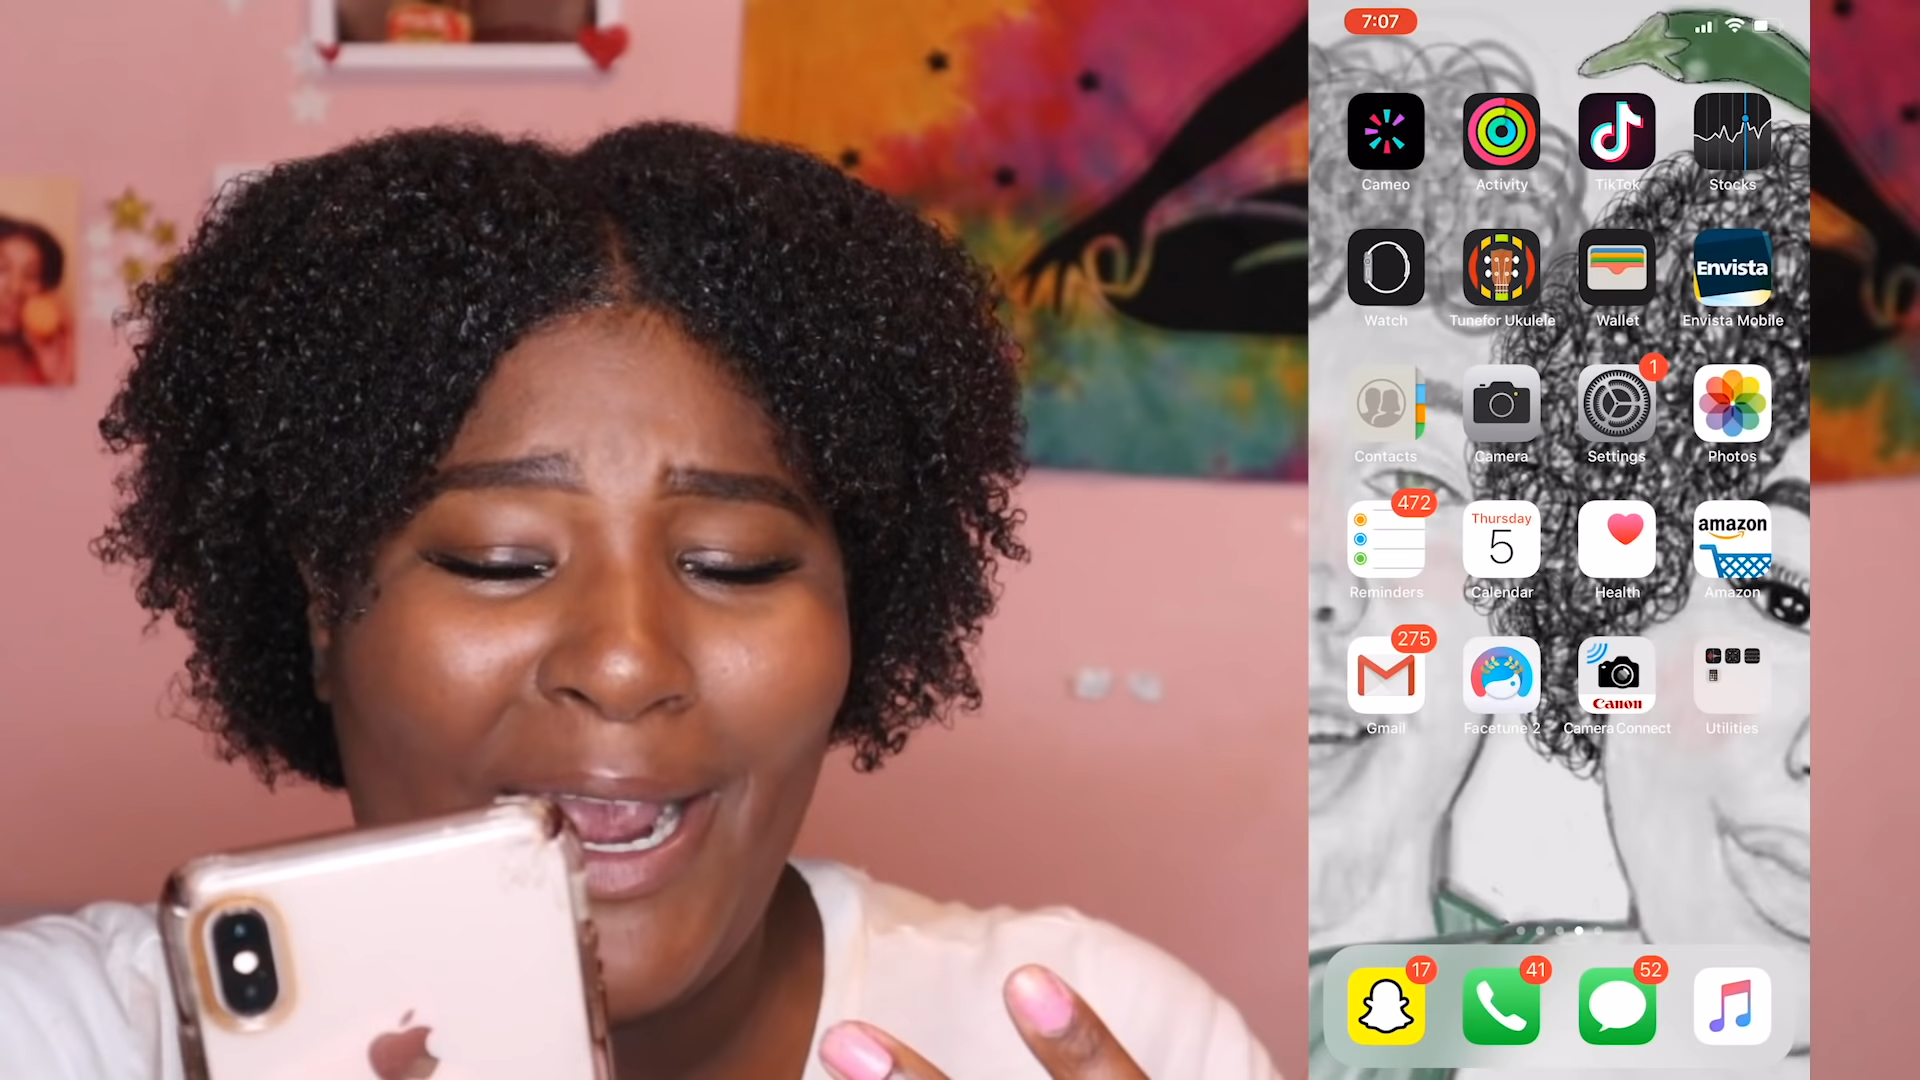 7:07
Cameo
Activity
TikTok
Stocks
Envista
Watch
Tunefor Ukulele
Wallet
Envista Mobile
1
Contacts
Camera
Settings
Photos
472
Thursday
5
amazon
Reminders
Calendar
Health
Amazon
275
Canon
Gmail
Facetune 2
Camera Connect
Utilities
17
41
52